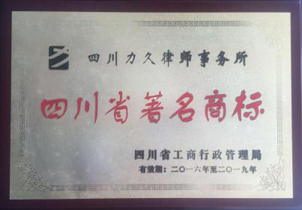 四川力久律师事务所
四川省著名商标
四川省工商行政管理局
有效期：二〇一六年至二〇一九年